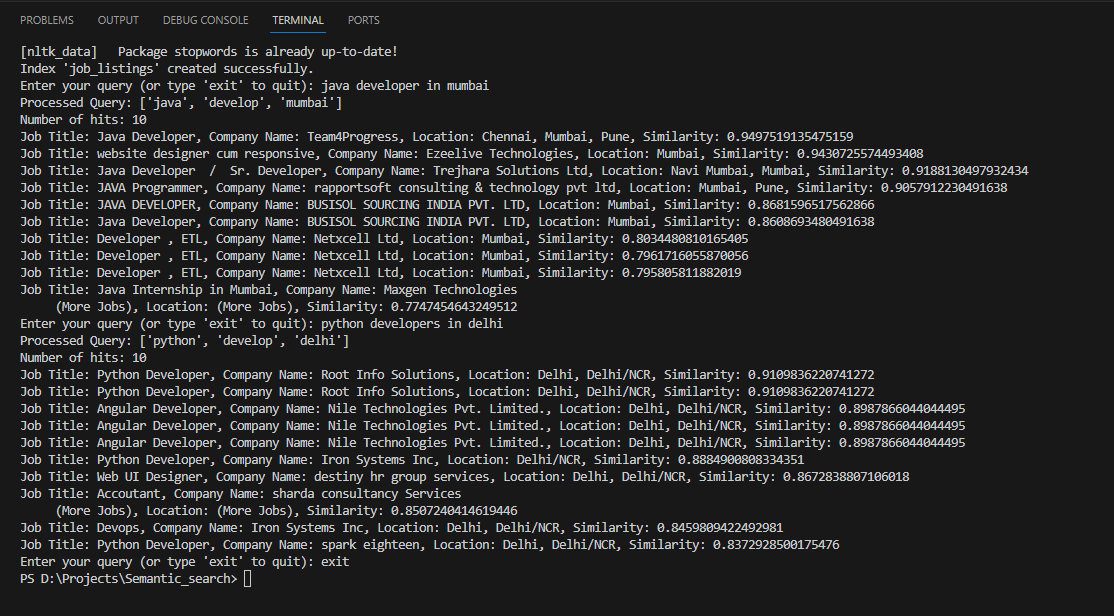 PROBLEMS OUTPUT DEBUG CONSOLE TERMINAL PORTS
[nltk_data]   Package stopwords is already up-to-date!
Index 'job_listings' created successfully.
Enter your query (or type 'exit' to quit): java developer in mumbai
Processed Query: ['java', 'develop', 'mumbai']
Number of hits: 10
Job Title: Java Developer, Company Name: Team4Progress, Location: Chennai, Mumbai, Pune, Similarity: 0.9497519135475159
Job Title: website designer cum responsive, Company Name: Ezeelive Technologies, Location: Mumbai, Similarity: 0.9430725574493408
Job Title: Java Developer  /  Sr. Developer, Company Name: Trejhara Solutions Ltd, Location: Navi Mumbai, Mumbai, Similarity: 0.9188130497932434
Job Title: JAVA Programmer, Company Name: rapportsoft consulting & technology pvt ltd, Location: Mumbai, Pune, Similarity: 0.9057912230491638
Job Title: JAVA DEVELOPER, Company Name: BUSISOL SOURCING INDIA PVT. LTD, Location: Mumbai, Similarity: 0.8681596517562866
Job Title: JAVA DEVELOPER, Company Name: BUSISOL SOURCING INDIA PVT. LTD, Location: Mumbai, Similarity: 0.8608693480491638
Job Title: Developer , ETL, Company Name: Netxcell Ltd, Location: Mumbai, Similarity: 0.8034480810165405
Job Title: Developer , ETL, Company Name: Netxcell Ltd, Location: Mumbai, Similarity: 0.7961716055870056
Job Title: Developer , ETL, Company Name: Netxcell Ltd, Location: Mumbai, Similarity: 0.795805811882019
Job Title: Java Internship in Mumbai, Company Name: Maxgen Technologies
(More Jobs), Location: (More Jobs), Similarity: 0.7747454643249512
Enter your query (or type 'exit' to quit): python developers in delhi
Processed Query: ['python', 'develop', 'delhi']
Number of hits: 10
Job Title: Python Developer, Company Name: Root Info Solutions, Location: Delhi, Delhi/NCR, Similarity: 0.9109836220741272
Job Title: Python Developer, Company Name: Root Info Solutions, Location: Delhi, Delhi/NCR, Similarity: 0.9109836220741272
Job Title: Angular Developer, Company Name: Nile Technologies Pvt. Limited., Location: Delhi, Delhi/NCR, Similarity: 0.8987866044044495
Job Title: Angular Developer, Company Name: Nile Technologies Pvt. Limited., Location: Delhi, Delhi/NCR, Similarity: 0.8987866044044495
Job Title: Angular Developer, Company Name: Nile Technologies Pvt. Limited., Location: Delhi, Delhi/NCR, Similarity: 0.8987866044044495
Job Title: Python Developer, Company Name: Iron Systems Inc, Location: Delhi/NCR, Similarity: 0.8884900808334351
Job Title: Web UI Designer, Company Name: destiny hr group services, Location: Delhi, Delhi/NCR, Similarity: 0.8672838807106018
Job Title: Accoutant, Company Name: sharda consultancy Services
(More Jobs), Location: (More Jobs), Similarity: 0.8507240414619446
Job Title: Devops, Company Name: Iron Systems Inc, Location: Delhi, Delhi/NCR, Similarity: 0.8459809422492981
Job Title: Python Developer, Company Name: spark eighteen, Location: Delhi, Delhi/NCR, Similarity: 0.8372928500175476
Enter your query (or type 'exit' to quit): exit
PS D:\Projects\Semantic_search>